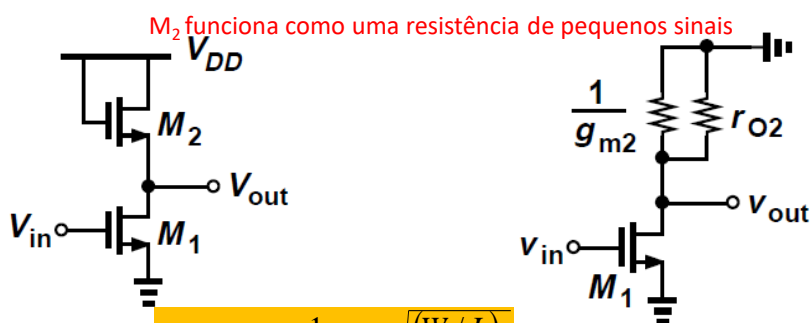 M₂ funciona como uma resistência de pequenos sinais
V_DD
M₂
V_out
V_in
M₁
1
g_m2
r_O2
v_out
v_in
M₁
1